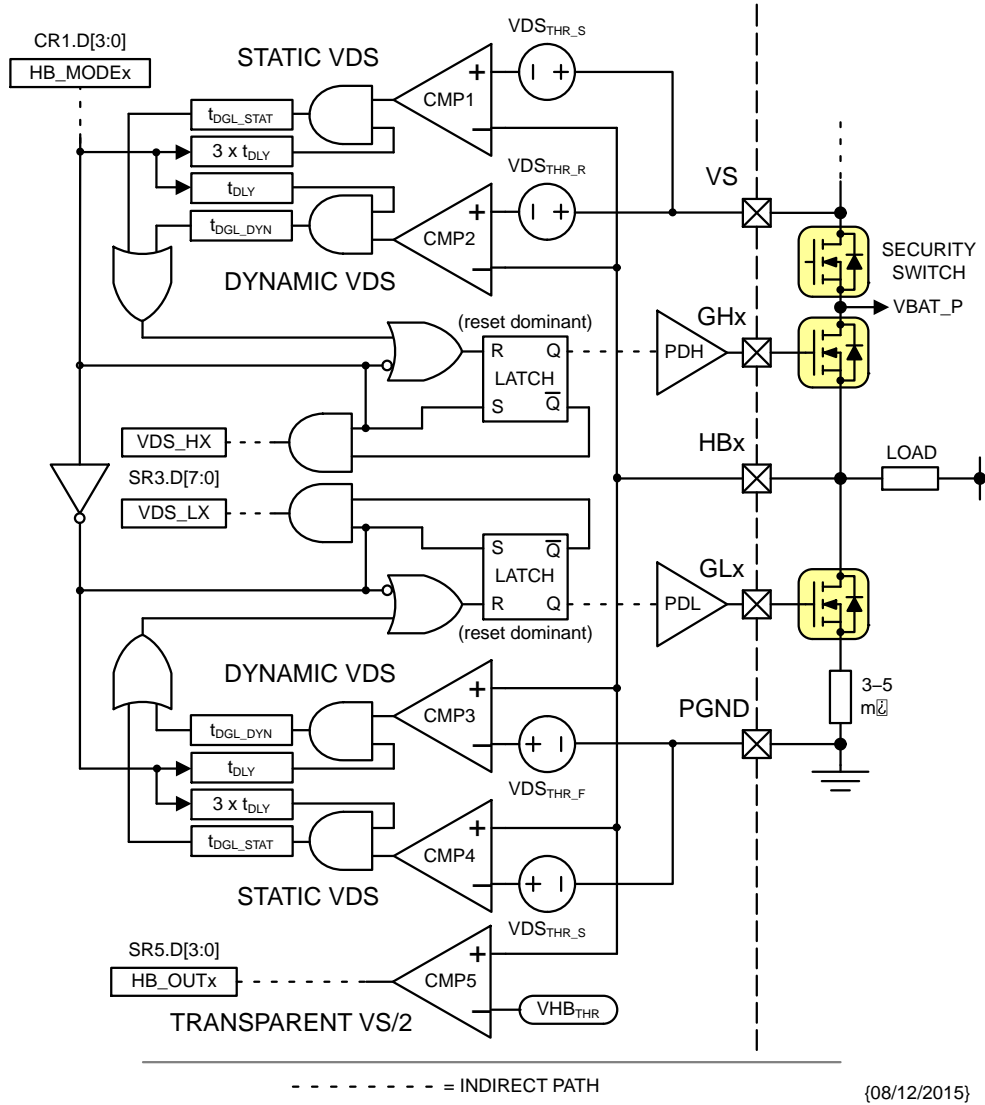 CR1.D[3:0]
HB_MODEx
STATIC VDS
VDSTHR_S
+
CMP1
–
– +
tDGL_STAT
3 x tDLY
tDLY
tDGL_DYN
VDSTHR_R
+
CMP2
–
– +
DYNAMIC VDS
VS
SECURITY
SWITCH
VBAT_P
(reset dominant)
R Q
LATCH
S Q
PDH
GHx
VDS_HX
SR3.D[7:0]
VDS_LX
HBx
LOAD
S Q
LATCH
R Q
(reset dominant)
PDL
GLx
DYNAMIC VDS
+
CMP3
–
+ –
VDSTHR_F
tDGL_DYN
tDLY
3 x tDLY
tDGL_STAT
PGND
3–5
m⍰
+
CMP4
–
+ –
VDSTHR_S
STATIC VDS
SR5.D[3:0]
HB_OUTx
+
CMP5
–
VHBTHR
TRANSPARENT VS/2
= INDIRECT PATH
{08/12/2015}